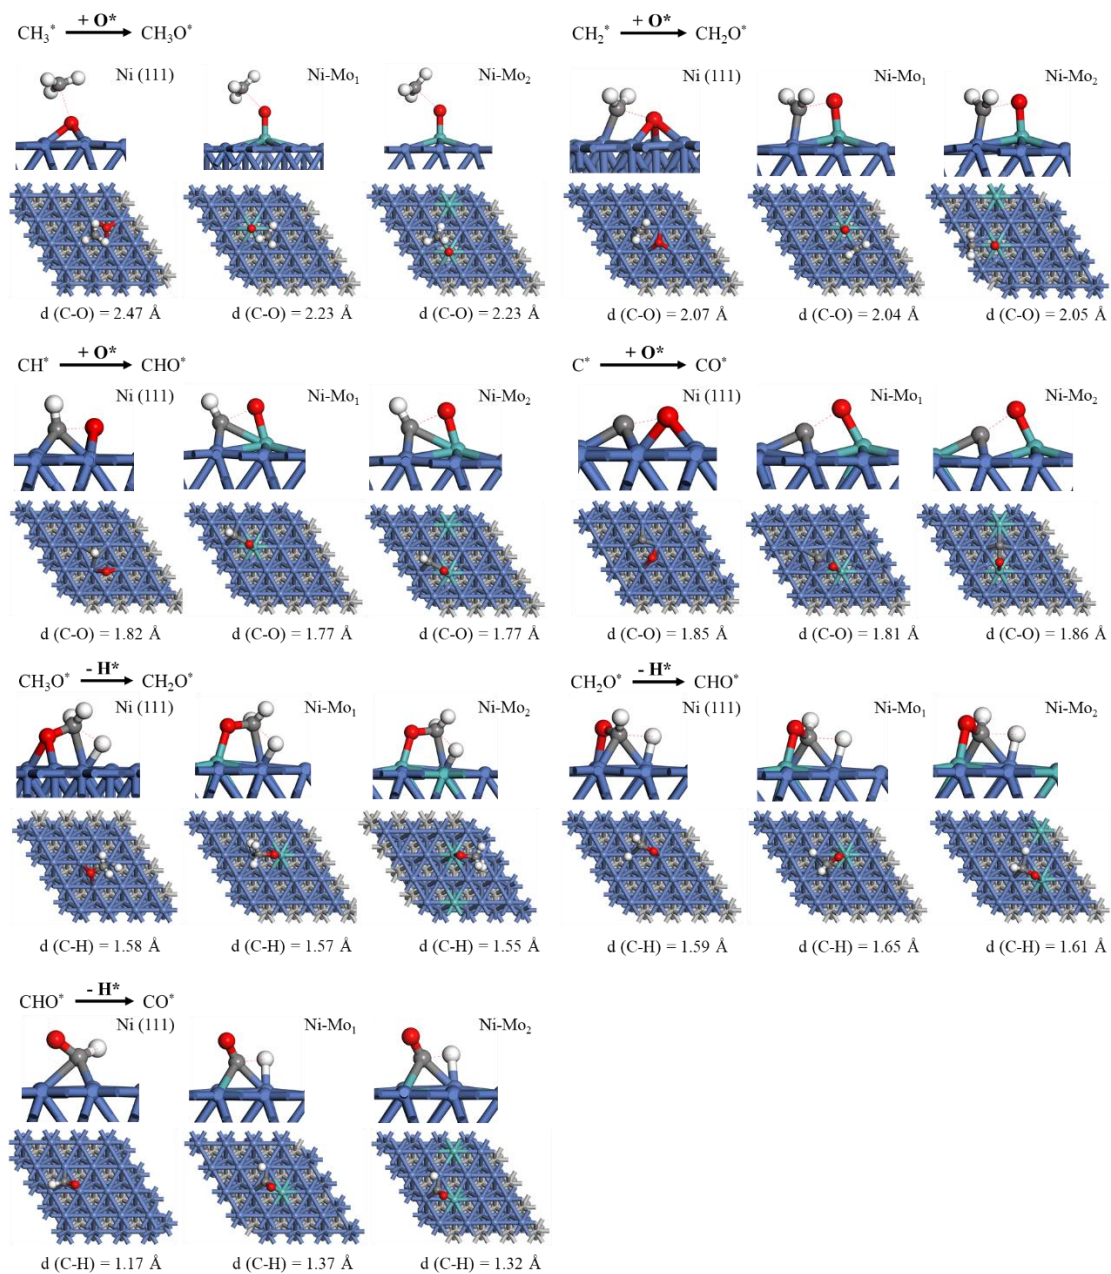 + O*
CH₃* CH₃O*
Ni (111) Ni-Mo₁ Ni-Mo₂
d (C-O) = 2.47 Å d (C-O) = 2.23 Å d (C-O) = 2.23 Å
+ O*
CH₂* CH₂O*
Ni (111) Ni-Mo₁ Ni-Mo₂
d (C-O) = 2.07 Å d (C-O) = 2.04 Å d (C-O) = 2.05 Å
+ O*
CH* CHO*
Ni (111) Ni-Mo₁ Ni-Mo₂
d (C-O) = 1.82 Å d (C-O) = 1.77 Å d (C-O) = 1.77 Å
+ O*
C* CO*
Ni (111) Ni-Mo₁ Ni-Mo₂
d (C-O) = 1.85 Å d (C-O) = 1.81 Å d (C-O) = 1.86 Å
- H*
CH₃O* CH₂O*
Ni (111) Ni-Mo₁ Ni-Mo₂
d (C-H) = 1.58 Å d (C-H) = 1.57 Å d (C-H) = 1.55 Å
- H*
CH₂O* CHO*
Ni (111) Ni-Mo₁ Ni-Mo₂
d (C-H) = 1.59 Å d (C-H) = 1.65 Å d (C-H) = 1.61 Å
- H*
CHO* CO*
Ni (111) Ni-Mo₁ Ni-Mo₂
d (C-H) = 1.17 Å d (C-H) = 1.37 Å d (C-H) = 1.32 Å